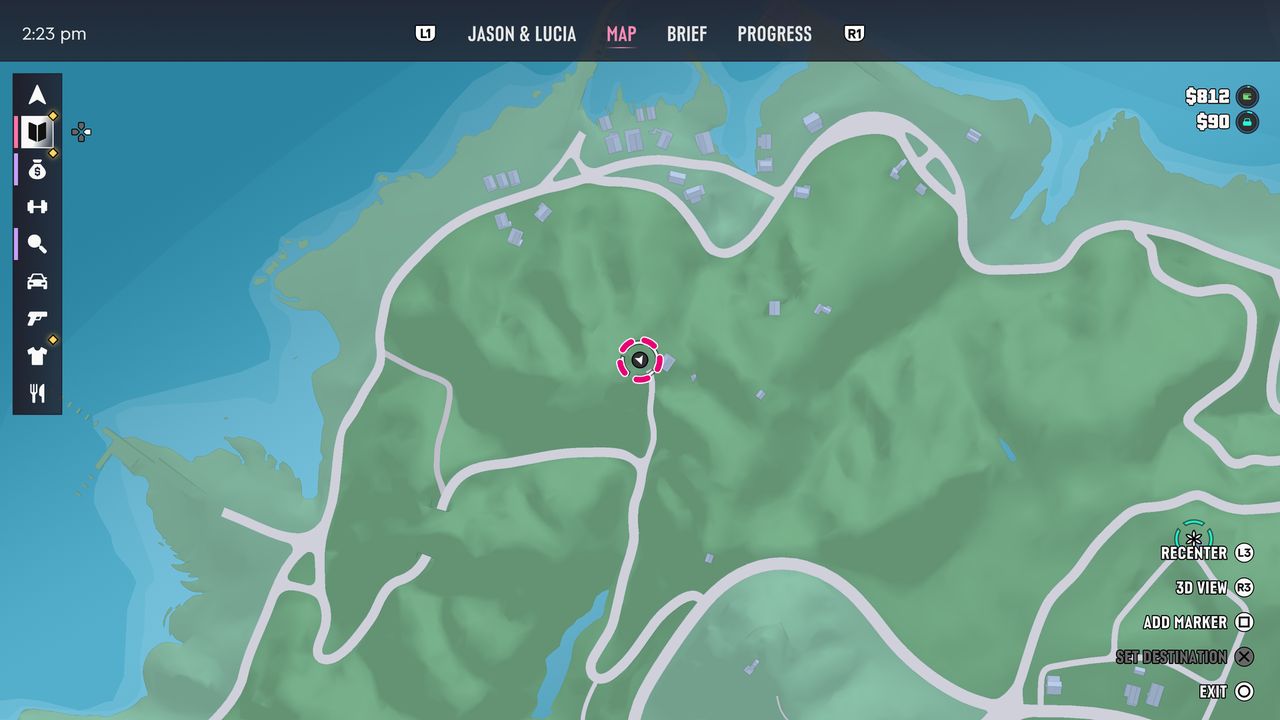 2:23 pm
L1 JASON & LUCIA MAP BRIEF PROGRESS R1
$812
$90
RECENTER L3
3D VIEW R3
ADD MARKER
SET DESTINATION
EXIT